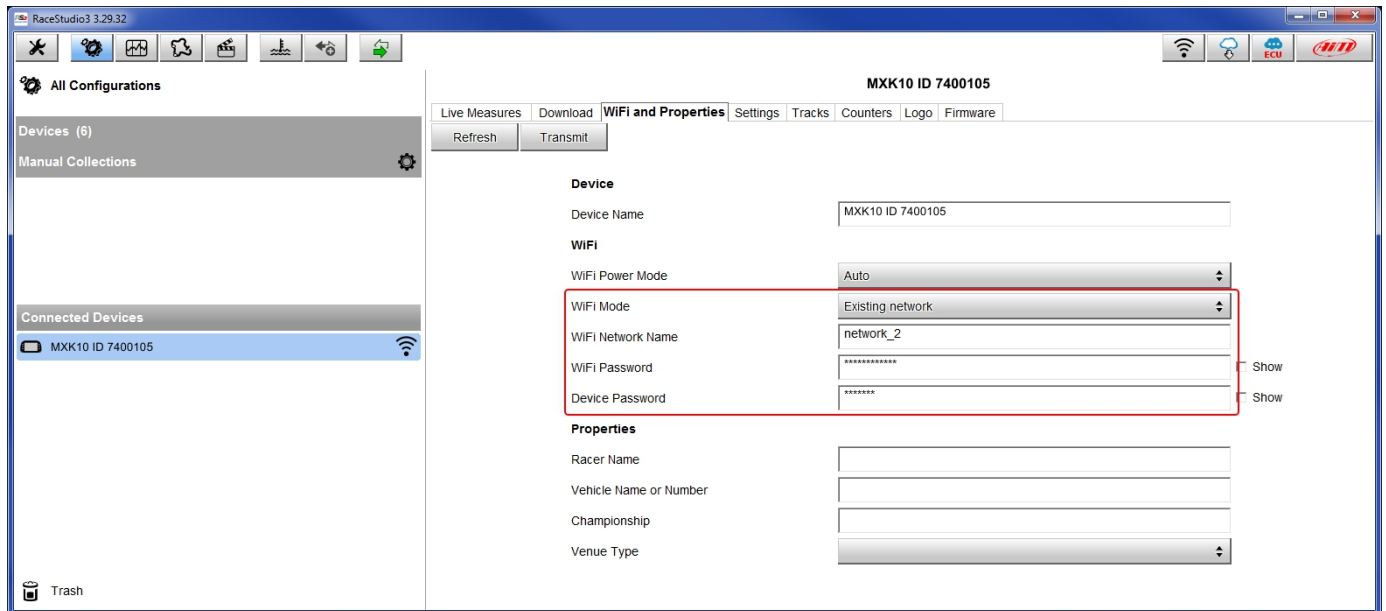 RaceStudio3 3.29.32
ECU
AiM
All Configurations
Devices (6)
Manual Collections
Connected Devices
MXK10 ID 7400105
Trash
MXK10 ID 7400105
Live Measures Download WiFi and Properties Settings Tracks Counters Logo Firmware
Refresh Transmit
Device
Device Name MXK10 ID 7400105
WiFi
WiFi Power Mode Auto
WiFi Mode Existing network
WiFi Network Name network_2
WiFi Password ************ Show
Device Password ******* Show
Properties
Racer Name
Vehicle Name or Number
Championship
Venue Type